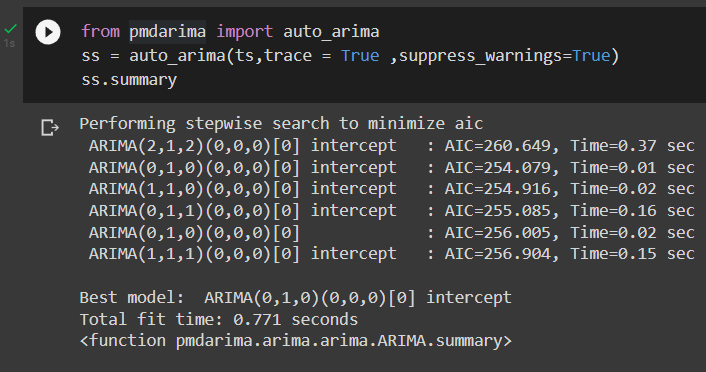 1s
from pmdarima import auto_arima
ss = auto_arima(ts,trace = True ,suppress_warnings=True)
ss.summary
Performing stepwise search to minimize aic
ARIMA(2,1,2)(0,0,0)[0] intercept   : AIC=260.649, Time=0.37 sec
ARIMA(0,1,0)(0,0,0)[0] intercept   : AIC=254.079, Time=0.01 sec
ARIMA(1,1,0)(0,0,0)[0] intercept   : AIC=254.916, Time=0.02 sec
ARIMA(0,1,1)(0,0,0)[0] intercept   : AIC=255.085, Time=0.16 sec
ARIMA(0,1,0)(0,0,0)[0]             : AIC=256.005, Time=0.02 sec
ARIMA(1,1,1)(0,0,0)[0] intercept   : AIC=256.904, Time=0.15 sec
Best model:  ARIMA(0,1,0)(0,0,0)[0] intercept
Total fit time: 0.771 seconds
<function pmdarima.arima.arima.ARIMA.summary>